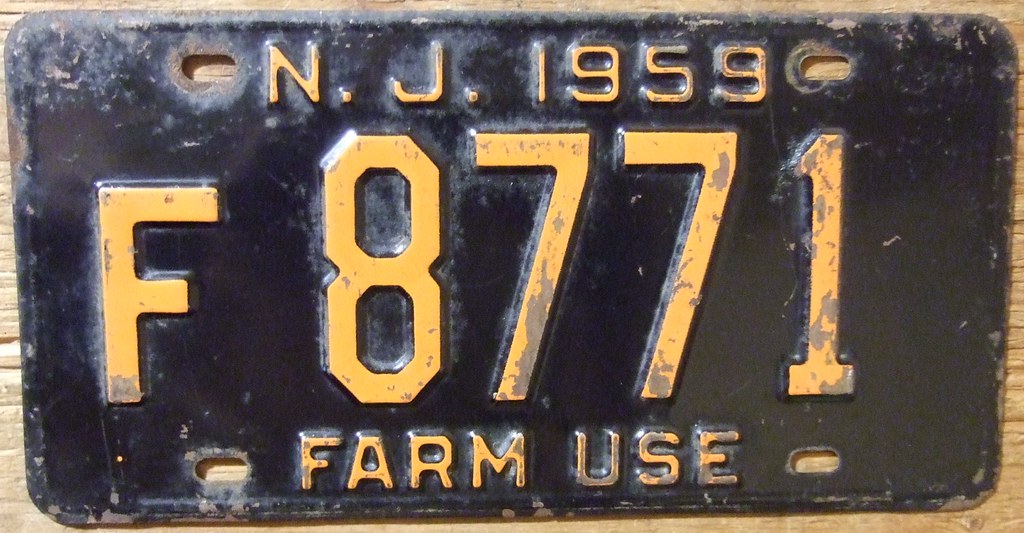 N. J. 1959
F 8771
FARM USE